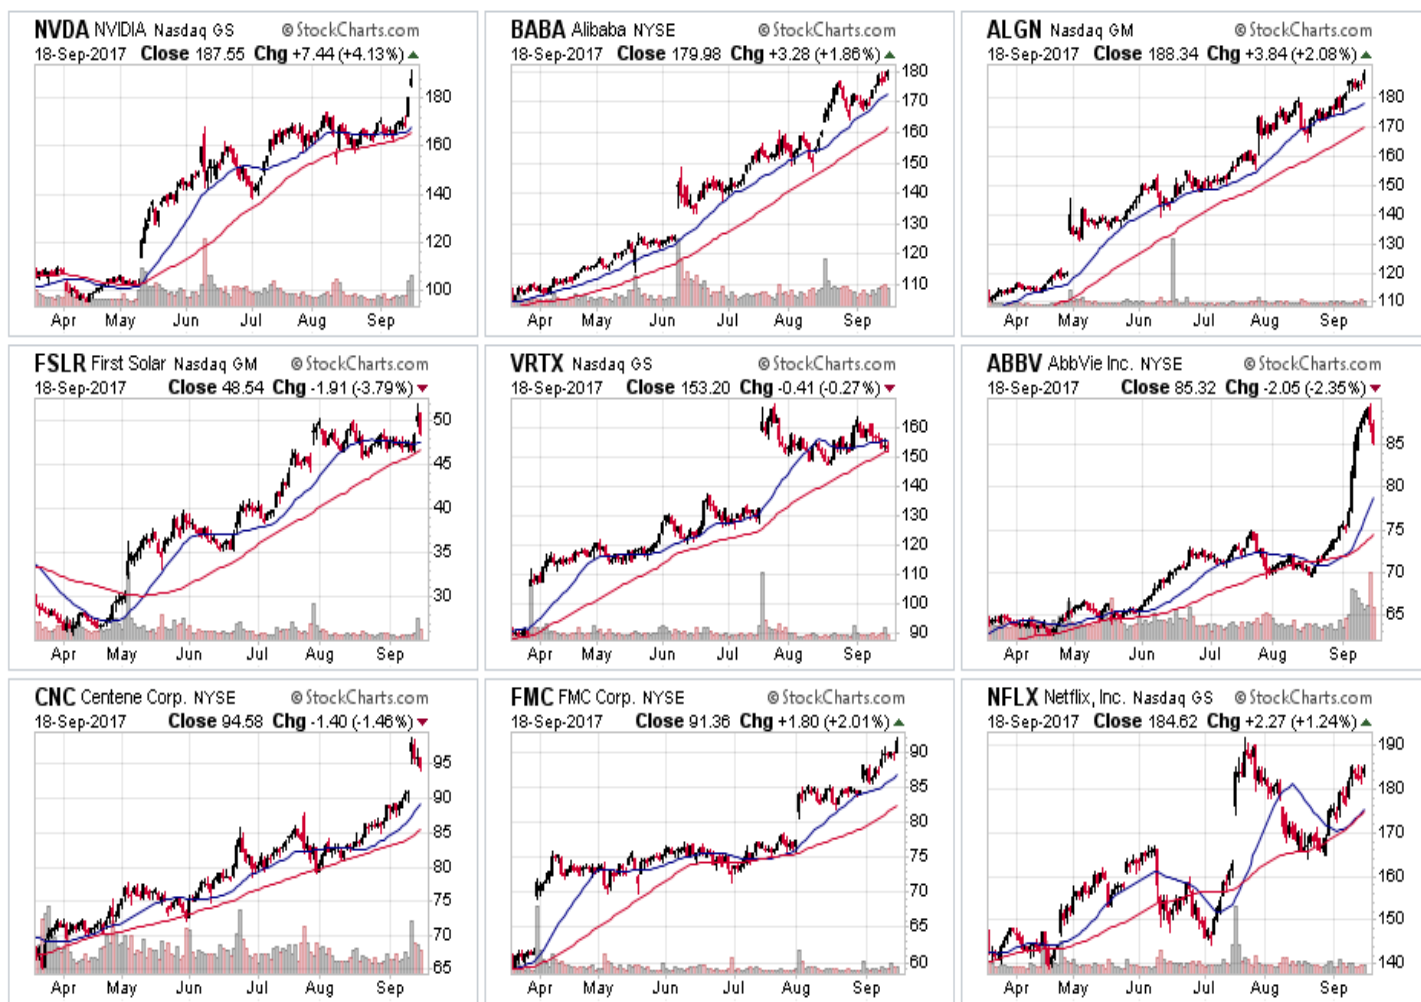 NVDA NVIDIA Nasdaq GS © StockCharts.com
18-Sep-2017 Close 187.55 Chg +7.44 (+4.13%)
180
160
140
120
100
Apr May Jun Jul Aug Sep
BABA Alibaba NYSE © StockCharts.com
18-Sep-2017 Close 179.98 Chg +3.28 (+1.86%)
180
170
160
150
140
130
120
110
Apr May Jun Jul Aug Sep
ALGN Nasdaq GM © StockCharts.com
18-Sep-2017 Close 188.34 Chg +3.84 (+2.08%)
180
170
160
150
140
130
120
110
Apr May Jun Jul Aug Sep
FSLR First Solar Nasdaq GM © StockCharts.com
18-Sep-2017 Close 48.54 Chg -1.91 (-3.79%)
50
45
40
35
30
Apr May Jun Jul Aug Sep
VRTX Nasdaq GS © StockCharts.com
18-Sep-2017 Close 153.20 Chg -0.41 (-0.27%)
160
150
140
130
120
110
100
90
Apr May Jun Jul Aug Sep
ABBV AbbVie Inc. NYSE © StockCharts.com
18-Sep-2017 Close 85.32 Chg -2.05 (-2.35%)
85
80
75
70
65
Apr May Jun Jul Aug Sep
CNC Centene Corp. NYSE © StockCharts.com
18-Sep-2017 Close 94.58 Chg -1.40 (-1.46%)
95
90
85
80
75
70
65
Apr May Jun Jul Aug Sep
FMC FMC Corp. NYSE © StockCharts.com
18-Sep-2017 Close 91.36 Chg +1.80 (+2.01%)
90
85
80
75
70
65
60
Apr May Jun Jul Aug Sep
NFLX Netflix, Inc. Nasdaq GS © StockCharts.com
18-Sep-2017 Close 184.62 Chg +2.27 (+1.24%)
190
180
170
160
150
140
Apr May Jun Jul Aug Sep